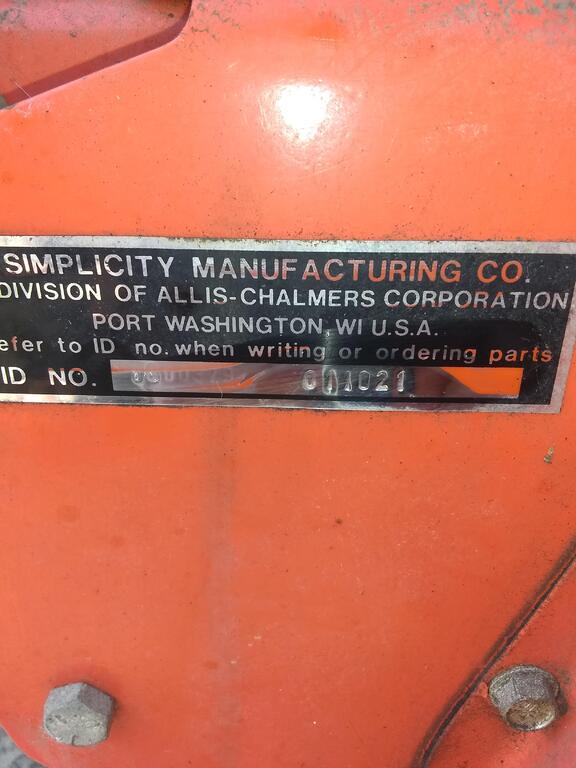 SIMPLICITY MANUFACTURING CO.
DIVISION OF ALLIS-CHALMERS CORPORATION
PORT WASHINGTON, WI U.S.A.
efer to ID no. when writing or ordering parts
ID NO. 011021